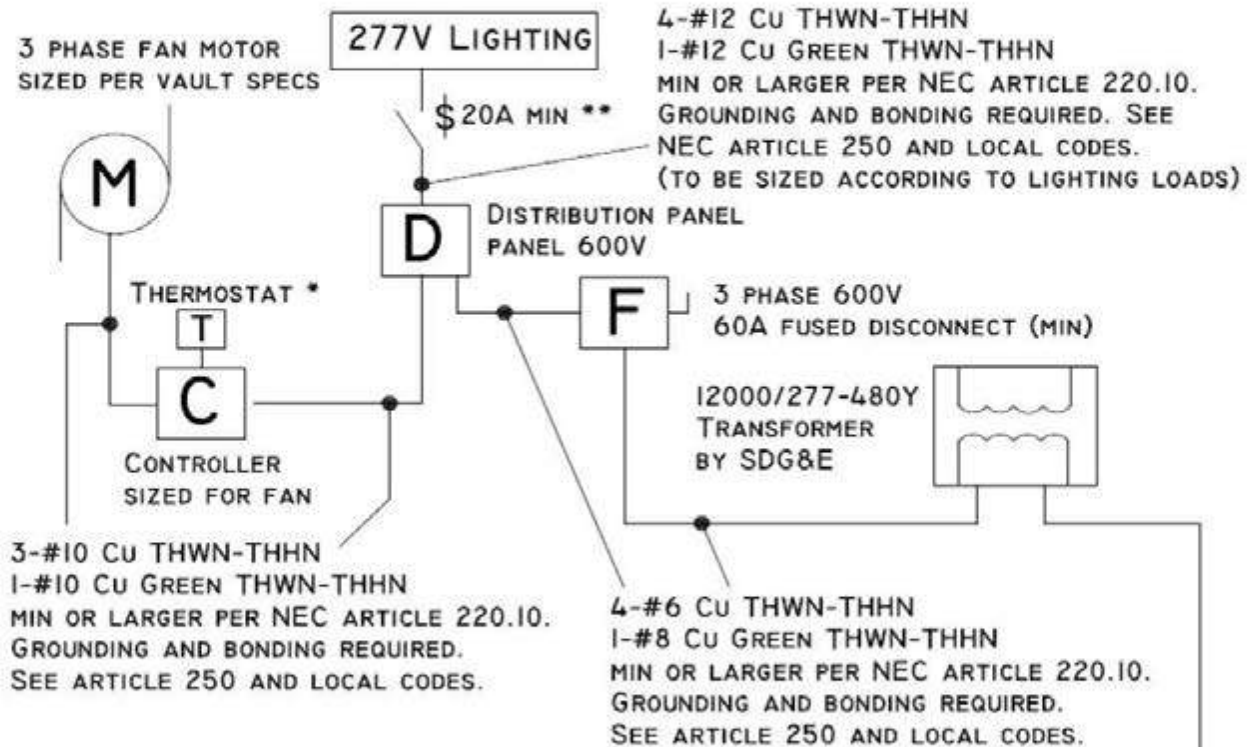 3 PHASE FAN MOTOR
SIZED PER VAULT SPECS
M
277V LIGHTING
$ 20A MIN **
4-#12 CU THWN-THHN
1-#12 CU GREEN THWN-THHN
MIN OR LARGER PER NEC ARTICLE 220.10.
GROUNDING AND BONDING REQUIRED. SEE
NEC ARTICLE 250 AND LOCAL CODES.
(TO BE SIZED ACCORDING TO LIGHTING LOADS)
D
DISTRIBUTION PANEL
PANEL 600V
THERMOSTAT *
T
C
CONTROLLER
SIZED FOR FAN
F
3 PHASE 600V
60A FUSED DISCONNECT (MIN)
12000/277-480Y
TRANSFORMER
BY SDG&E
3-#10 CU THWN-THHN
1-#10 CU GREEN THWN-THHN
MIN OR LARGER PER NEC ARTICLE 220.10.
GROUNDING AND BONDING REQUIRED.
SEE ARTICLE 250 AND LOCAL CODES.
4-#6 CU THWN-THHN
1-#8 CU GREEN THWN-THHN
MIN OR LARGER PER NEC ARTICLE 220.10.
GROUNDING AND BONDING REQUIRED.
SEE ARTICLE 250 AND LOCAL CODES.